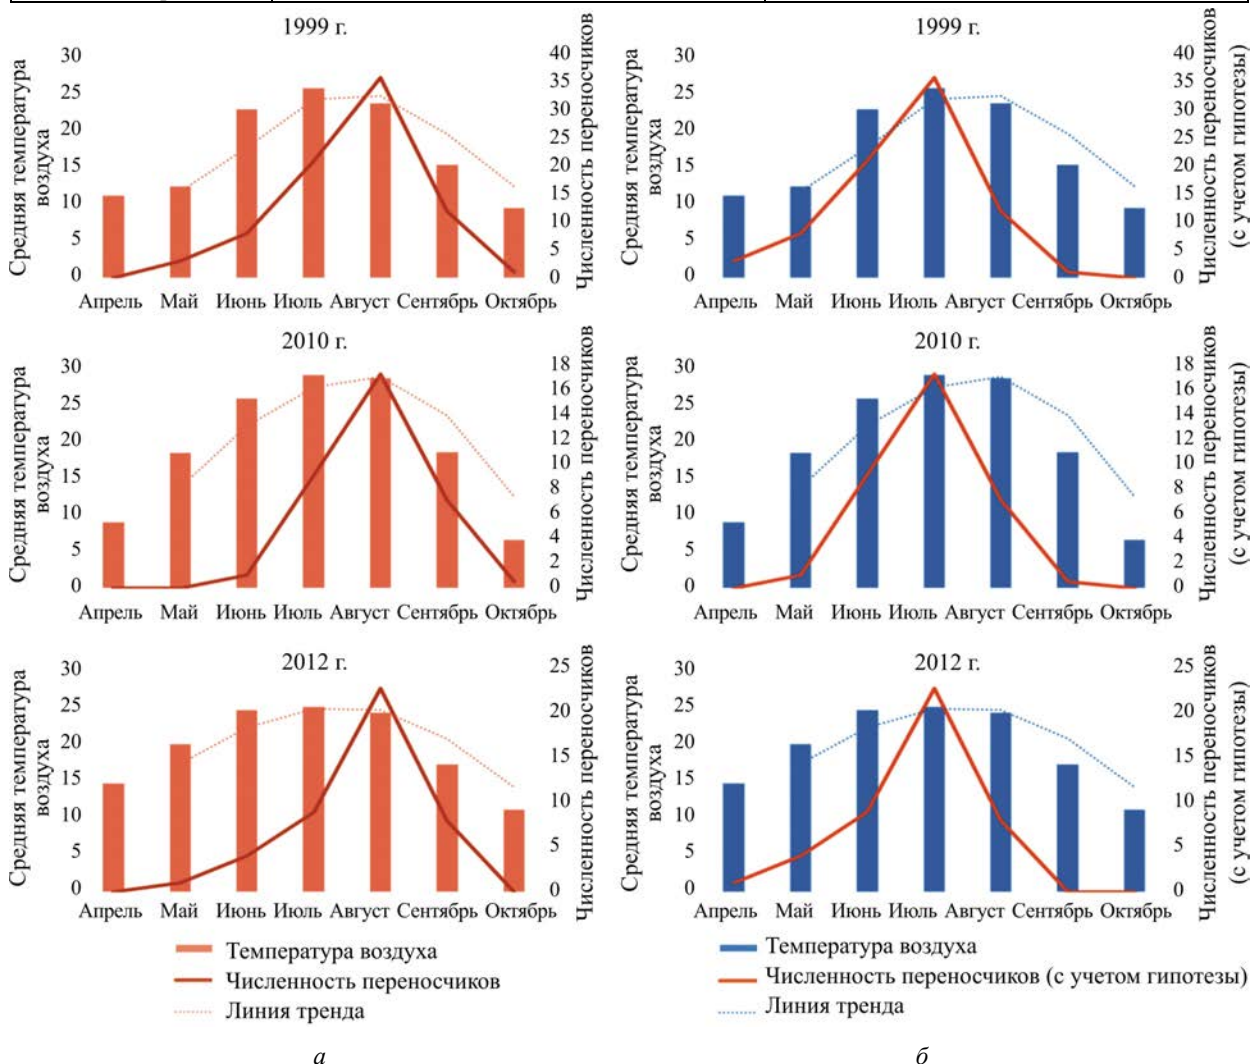 1999 г.
Средняя температура
воздуха
30
25
20
15
10
5
0
40
35
30
25
20
15
10
5
0
Численность переносчиков
Апрель Май Июнь Июль Август Сентябрь Октябрь
1999 г.
Средняя температура
воздуха
30
25
20
15
10
5
0
40
35
30
25
20
15
10
5
0
Численность переносчиков
(с учетом гипотезы)
Апрель Май Июнь Июль Август Сентябрь Октябрь
2010 г.
Средняя температура
воздуха
30
25
20
15
10
5
0
18
16
14
12
10
8
6
4
2
0
Численность переносчиков
Апрель Май Июнь Июль Август Сентябрь Октябрь
2010 г.
Средняя температура
воздуха
30
25
20
15
10
5
0
18
16
14
12
10
8
6
4
2
0
Численность переносчиков
(с учетом гипотезы)
Апрель Май Июнь Июль Август Сентябрь Октябрь
2012 г.
Средняя температура
воздуха
30
25
20
15
10
5
0
25
20
15
10
5
0
Численность переносчиков
Апрель Май Июнь Июль Август Сентябрь Октябрь
2012 г.
Средняя температура
воздуха
30
25
20
15
10
5
0
25
20
15
10
5
0
Численность переносчиков
(с учетом гипотезы)
Апрель Май Июнь Июль Август Сентябрь Октябрь
Температура воздуха
Численность переносчиков
Линия тренда
Температура воздуха
Численность переносчиков (с учетом гипотезы)
Линия тренда
а
б